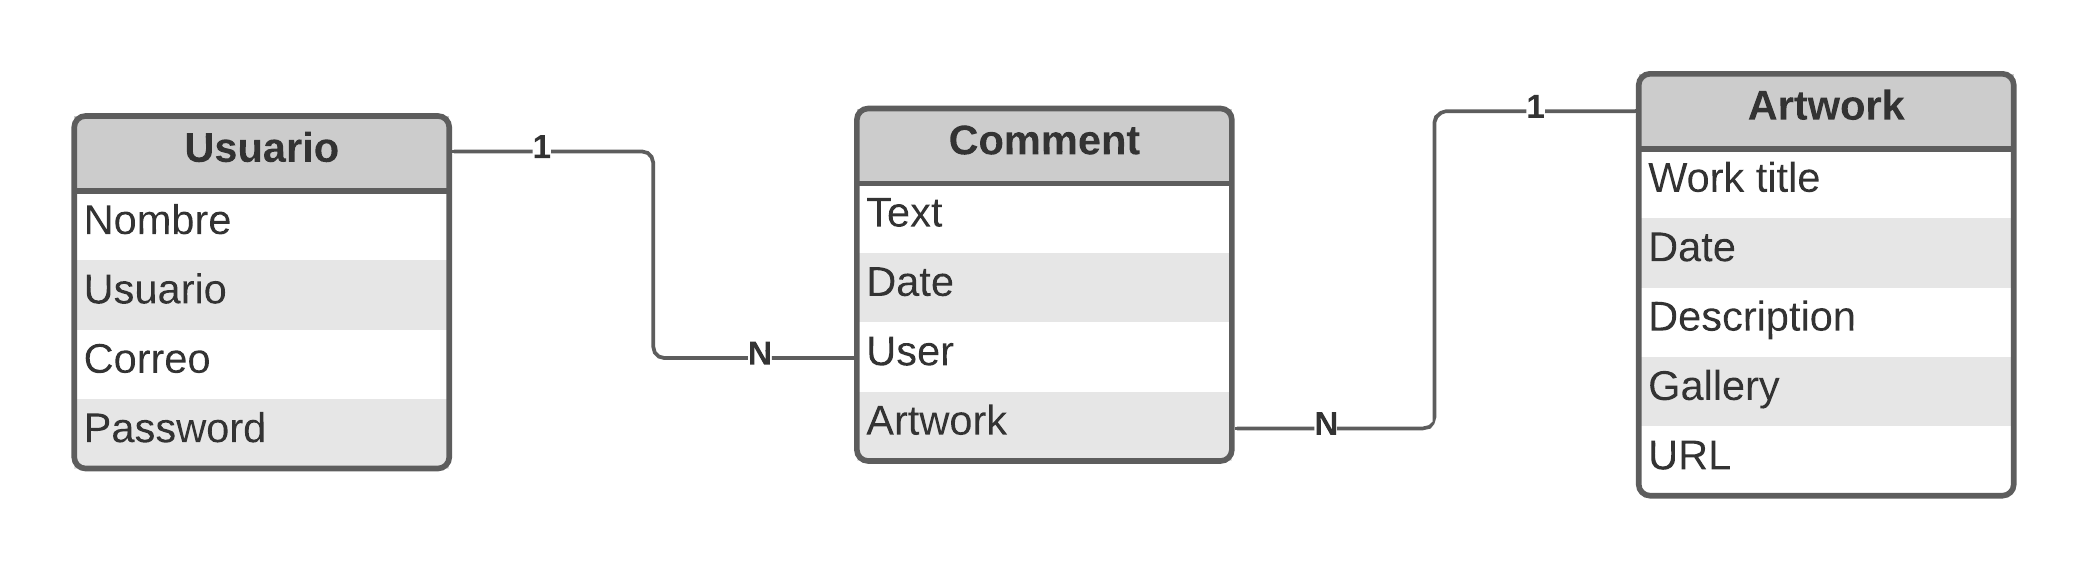 Usuario
Nombre
Usuario
Correo
Password
1
N
Comment
Text
Date
User
Artwork
N
1
Artwork
Work title
Date
Description
Gallery
URL